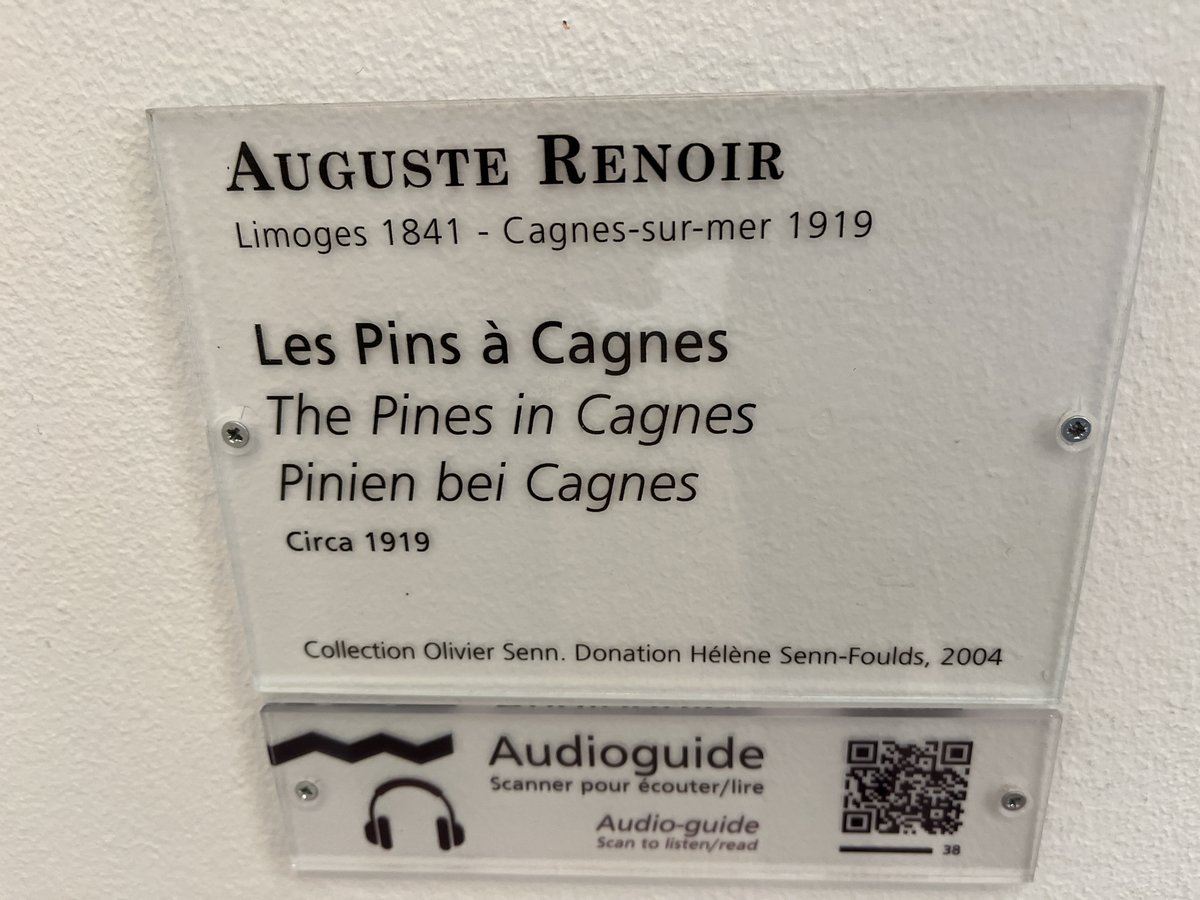 AUGUSTE RENOIR
Limoges 1841 - Cagnes-sur-mer 1919
Les Pins à Cagnes
The Pines in Cagnes
Pinien bei Cagnes
Circa 1919
Collection Olivier Senn. Donation Hélène Senn-Foulds, 2004
Audioguide
Scanner pour écouter/lire
Audio-guide
Scan to listen/read
38